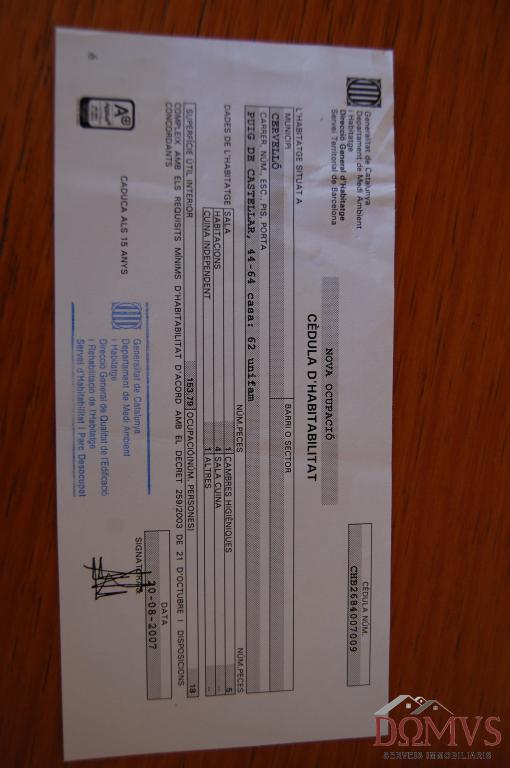 Generalitat de Catalunya
Departament de Medi Ambient
i Habitatge
Direcció General d'Habitatge
Servei Territorial de Barcelona
NOVA OCUPACIÓ
CÈDULA D'HABITABILITAT
CÈDULA NÚM.
CHB2684007009
L'HABITATGE SITUAT A
MUNICIPI
BARRI O SECTOR
CERVELLÓ
CARRER, NÚM., ESC., PIS, PORTA
PUIG DE CASTELLAR, 44-64 casa: 62 unifam
NÚM.PECES
NÚM.PECES
DADES DE L'HABITATGE
SALA 1 CAMBRES HIGIÈNIQUES 5
HABITACIONS 4 SALA CUINA --
CUINA INDEPENDENT 1 ALTRES --
SUPERFÍCIE ÚTIL INTERIOR 153,79 OCUPACIÓ(NÚM. PERSONES)
COMPLEIX AMB ELS REQUISITS MÍNIMS D'HABITABILITAT D'ACORD AMB EL DECRET 259/2003 DE 21 D'OCTUBRE I DISPOSICIONS
CONCORDANTS
DATA
30-08-2007
SIGNATURA
CADUCA ALS 15 ANYS
Generalitat de Catalunya
Departament de Medi Ambient
i Habitatge
Direcció General de Qualitat de l'Edificació
i Rehabilitació de l'Habitatge
Servei d'Habitabilitat i Parc Desocupat
A+
6
DOMVS
SERVEIS IMMOBILIARIS